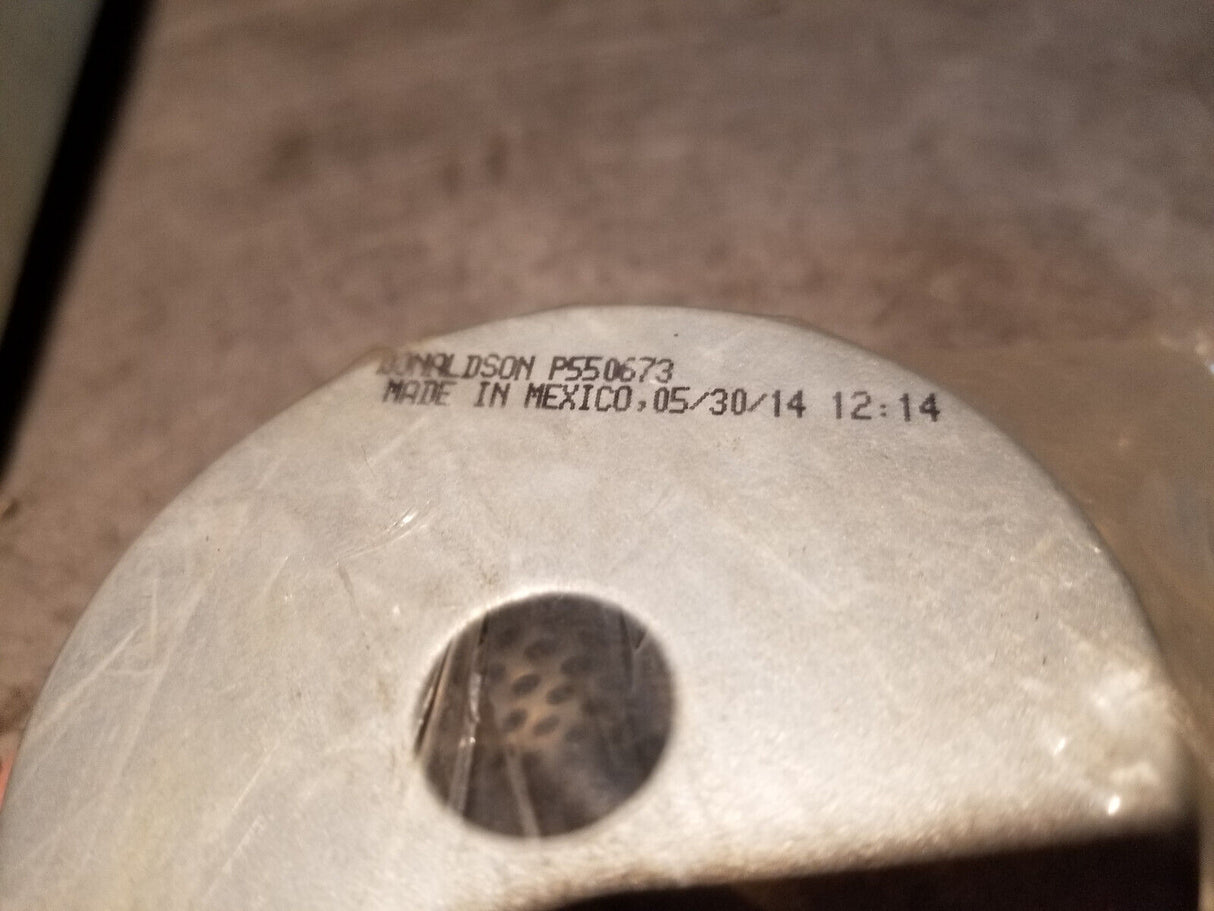 DONALDSON P550673
MADE IN MEXICO,05/30/14 12:14